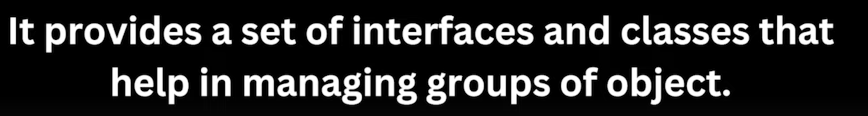 It provides a set of interfaces and classes that
help in managing groups of object.